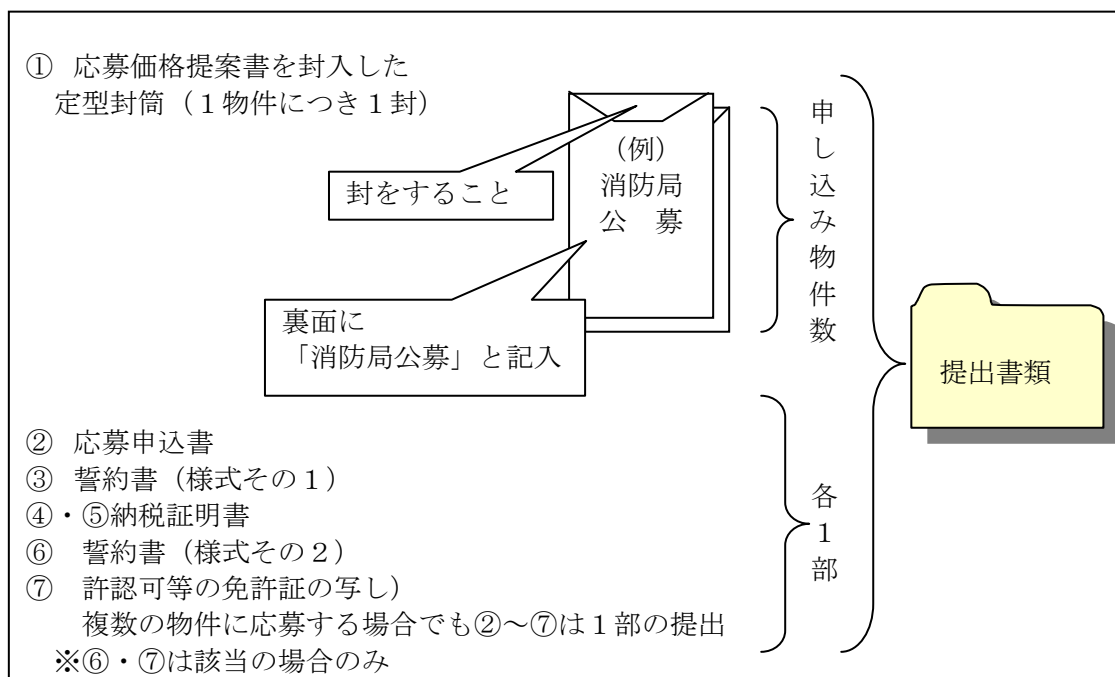 ① 応募価格提案書を封入した
定型封筒（１物件につき１封）
封をすること
（例）
消防局
公　募
裏面に
「消防局公募」と記入
申し込み物件数
提出書類
② 応募申込書
③ 誓約書（様式その１）
④・⑤納税証明書
⑥　誓約書（様式その２）
⑦　許認可等の免許証の写し）
複数の物件に応募する場合でも②～⑦は１部の提出
※⑥・⑦は該当の場合のみ
各１部